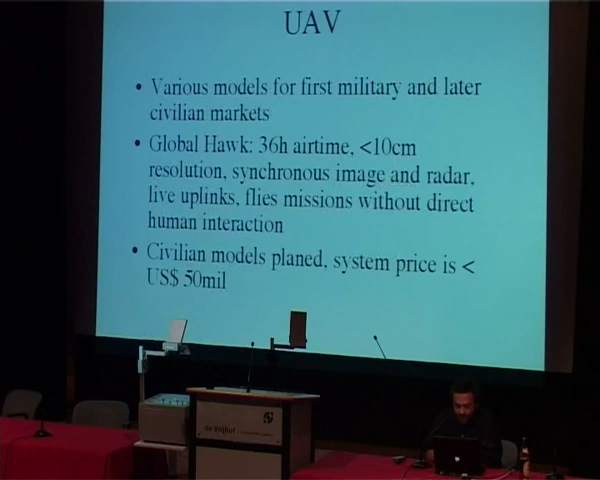 UAV
• Various models for first military and later
civilian markets
• Global Hawk: 36h airtime, <10cm
resolution, synchronous image and radar,
live uplinks, flies missions without direct
human interaction
• Civilian models planed, system price is <
US$ 50mil
de Wijhof